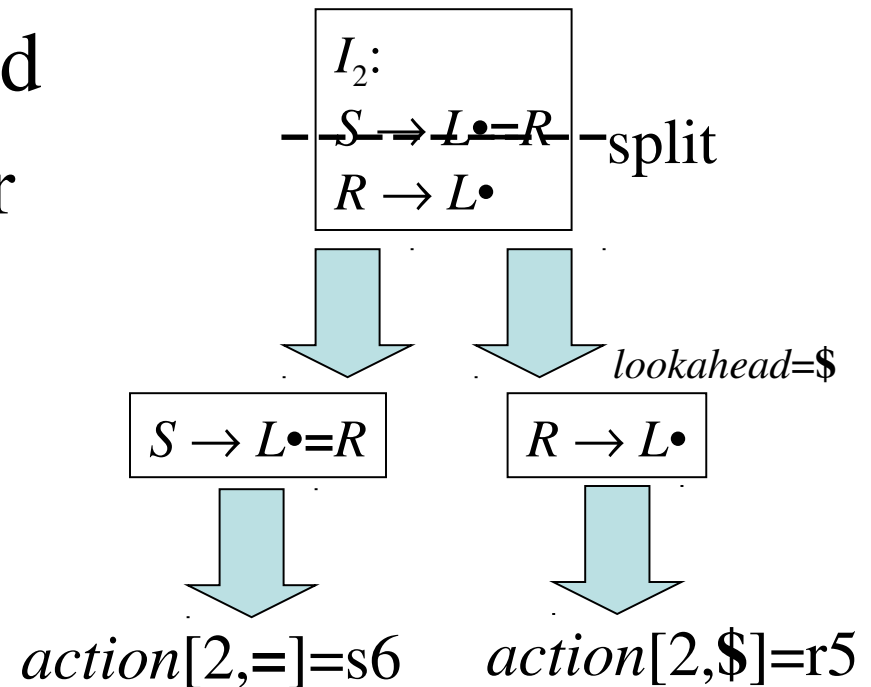 d
r
I₂:
S → L•=R
split
R → L•
lookahead=$
S → L•=R
R → L•
action[2,=]=s6
action[2,$]=r5